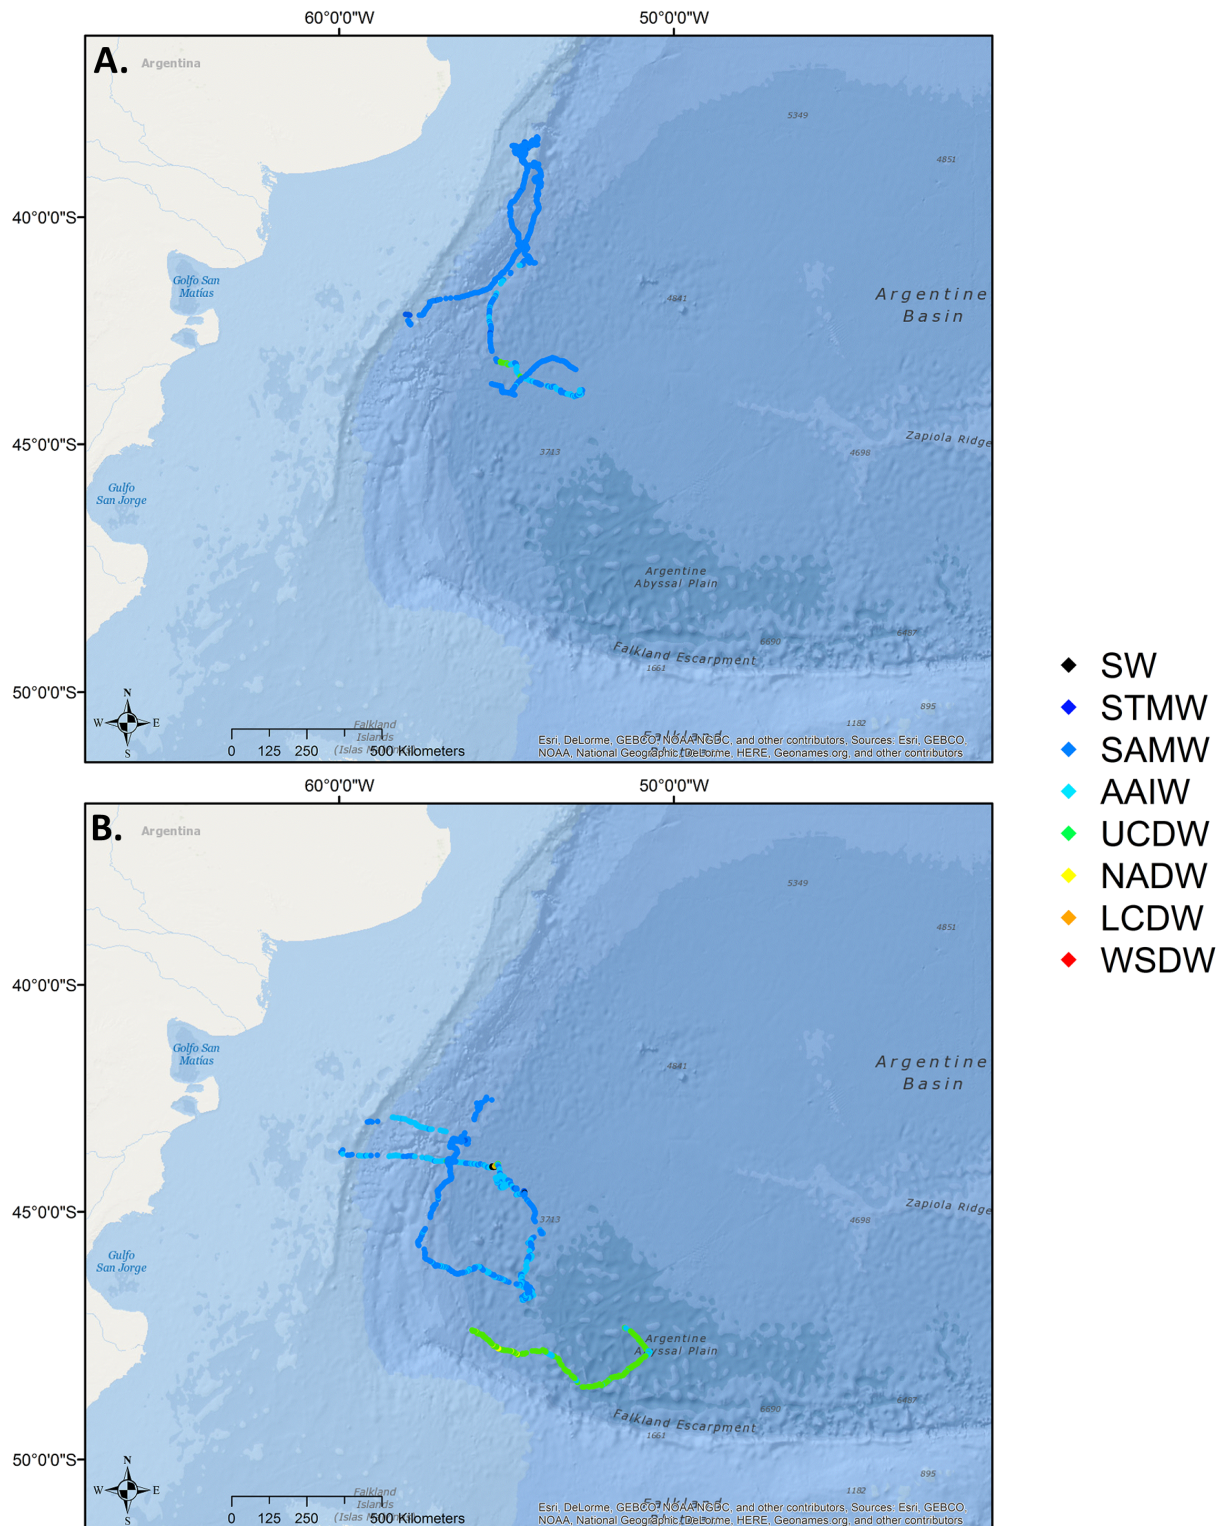 60°0'0"W 50°0'0"W
A.
Argentina
5349
4851
40°0'0"S
Golfo San
Matías
4841
Argentine
Basin
Zapiola Ridge
45°0'0"S
3713
4698
Gulfo
San Jorge
Argentine
Abyssal Plain
6487
6690
Falkland Escarpment
1661
50°0'0"S
N
W E
S
895
1182
Falkland
Islands
0 125 250 500 Kilometers
Esri, DeLorme, GEBCO, NOAA NGDC, and other contributors, Sources: Esri, GEBCO,
NOAA, National Geographic, DeLorme, HERE, Geonames.org, and other contributors
SW
STMW
SAMW
AAIW
UCDW
NADW
LCDW
WSDW
60°0'0"W 50°0'0"W
B.
Argentina
5349
4851
40°0'0"S
Golfo San
Matías
4841
Argentine
Basin
Zapiola Ridge
45°0'0"S
3713
4698
Gulfo
San Jorge
Argentine
Abyssal Plain
6487
6690
Falkland Escarpment
1661
50°0'0"S
N
W E
S
895
1182
Falkland
Islands
0 125 250 500 Kilometers
Esri, DeLorme, GEBCO, NOAA NGDC, and other contributors, Sources: Esri, GEBCO,
NOAA, National Geographic, DeLorme, HERE, Geonames.org, and other contributors